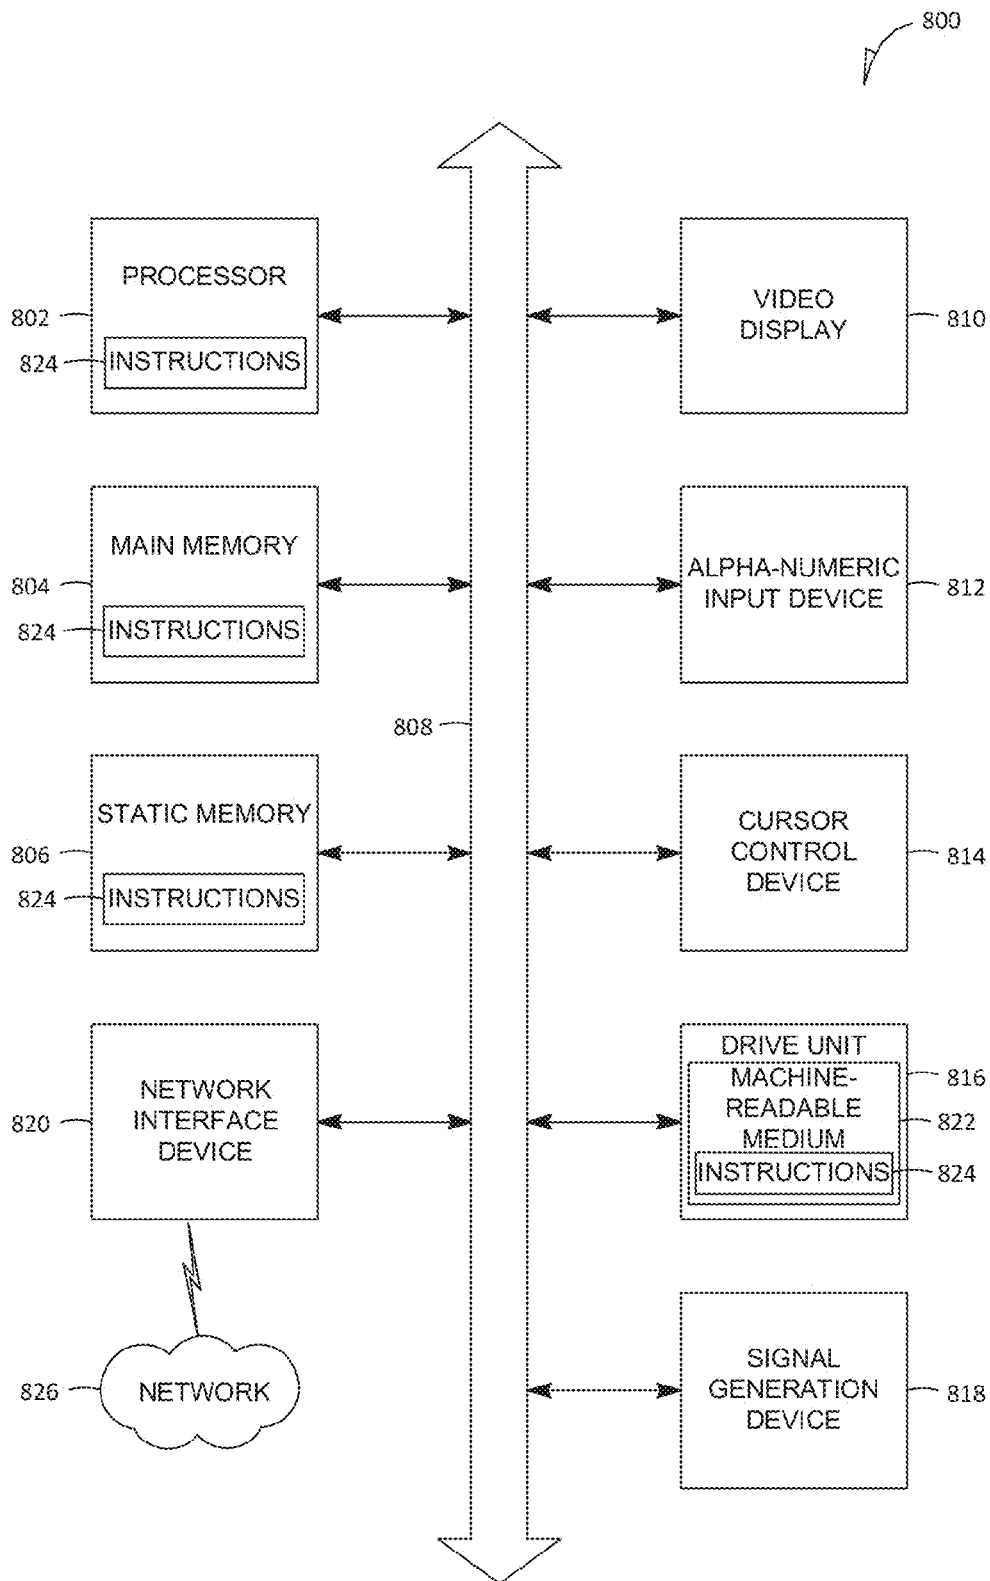 800
PROCESSOR
802
824
INSTRUCTIONS
VIDEO
DISPLAY
810
MAIN MEMORY
804
824
INSTRUCTIONS
ALPHA-NUMERIC
INPUT DEVICE
812
808
STATIC MEMORY
806
824
INSTRUCTIONS
CURSOR
CONTROL
DEVICE
814
NETWORK
INTERFACE
DEVICE
820
DRIVE UNIT
816
MACHINE-
READABLE
MEDIUM
822
INSTRUCTIONS
824
826
NETWORK
SIGNAL
GENERATION
DEVICE
818